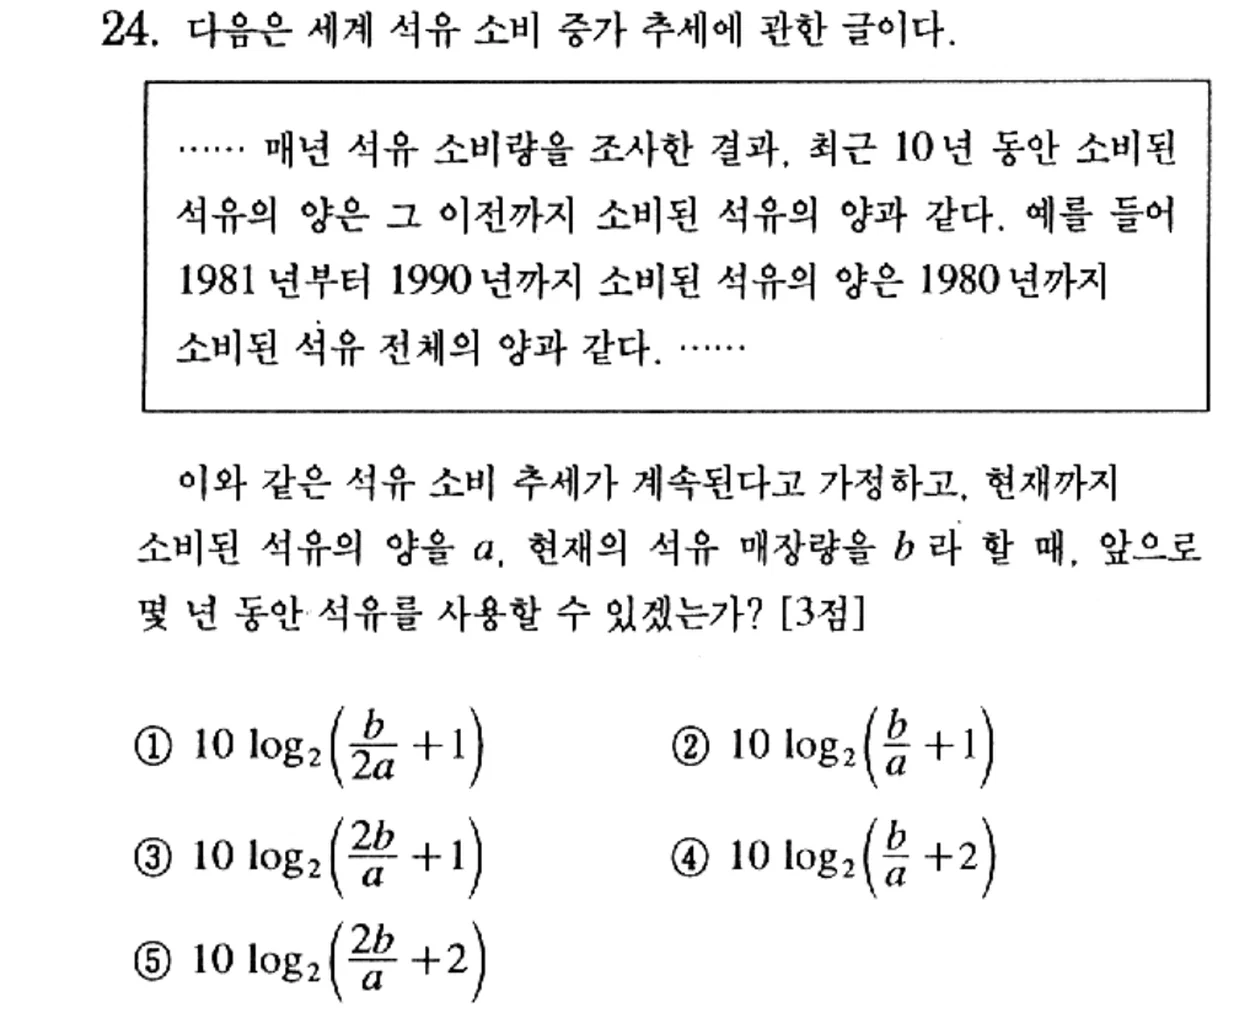 24. 다음은 세계 석유 소비 증가 추세에 관한 글이다.
…… 매년 석유 소비량을 조사한 결과, 최근 10년 동안 소비된
석유의 양은 그 이전까지 소비된 석유의 양과 같다. 예를 들어
1981년부터 1990년까지 소비된 석유의 양은 1980년까지
소비된 석유 전체의 양과 같다. ……
이와 같은 석유 소비 추세가 계속된다고 가정하고, 현재까지
소비된 석유의 양을 a, 현재의 석유 매장량을 b라 할 때, 앞으로
몇 년 동안 석유를 사용할 수 있겠는가? [3점]
① 10 log₂(b/2a + 1) ② 10 log₂(b/a + 1)
③ 10 log₂(2b/a + 1) ④ 10 log₂(b/a + 2)
⑤ 10 log₂(2b/a + 2)